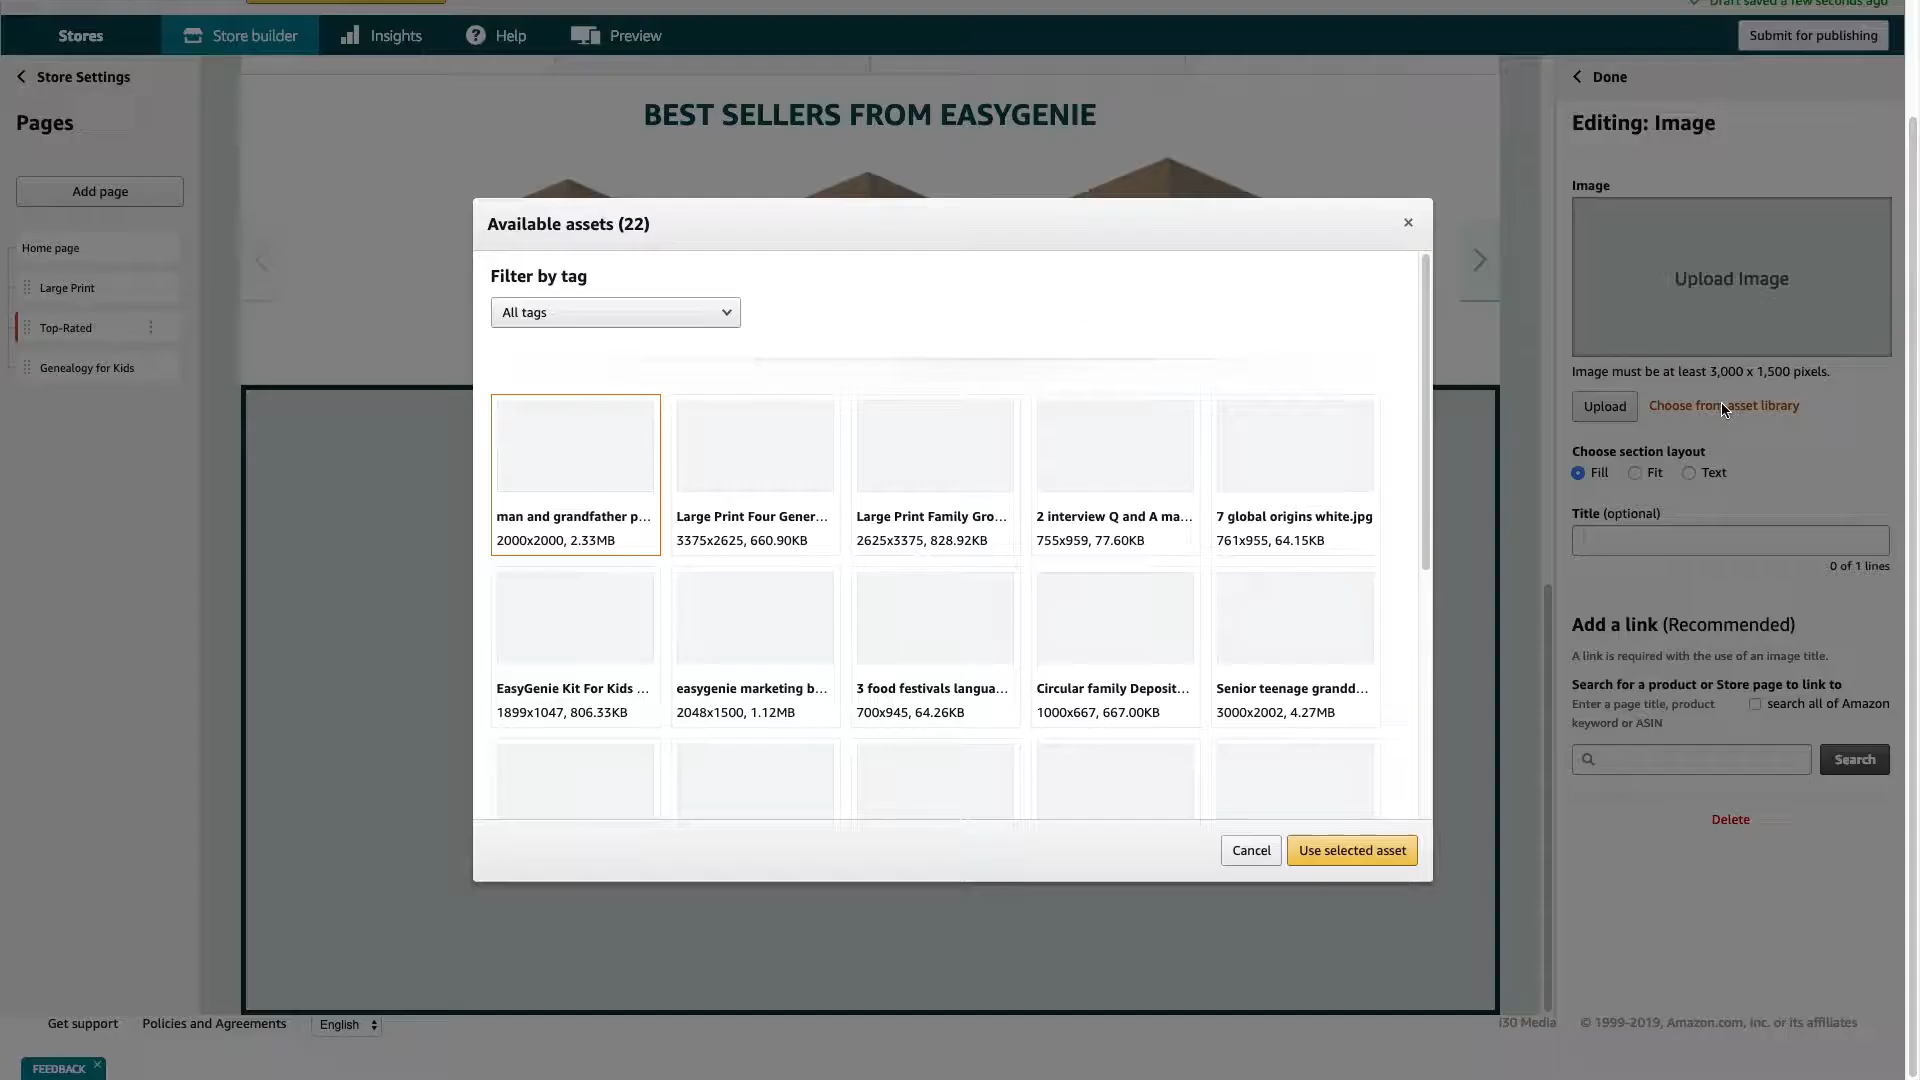 Draft saved a few seconds ago
Stores
Store builder
Insights
Help
Preview
Submit for publishing
Store Settings
Pages
Add page
Home page
Large Print
Top-Rated
Genealogy for Kids
BEST SELLERS FROM EASYGENIE
Available assets (22)
×
Filter by tag
All tags
man and grandfather p...
2000x2000, 2.33MB
Large Print Four Gener...
3375x2625, 660.90KB
Large Print Family Gro...
2625x3375, 828.92KB
2 interview Q and A ma...
755x959, 77.60KB
7 global origins white.jpg
761x955, 64.15KB
EasyGenie Kit For Kids ...
1899x1047, 806.33KB
easygenie marketing b...
2048x1500, 1.12MB
3 food festivals langua...
700x945, 64.26KB
Circular family Deposit...
1000x667, 667.00KB
Senior teenage grandd...
3000x2002, 4.27MB
Cancel
Use selected asset
Done
Editing: Image
Image
Upload Image
Image must be at least 3,000 x 1,500 pixels.
Upload
Choose from asset library
Choose section layout
Fill
Fit
Text
Title (optional)
0 of 1 lines
Add a link (Recommended)
A link is required with the use of an image title.
Search for a product or Store page to link to
Enter a page title, product
keyword or ASIN
search all of Amazon
Search
Delete
Get support
Policies and Agreements
English
i30 Media
© 1999-2019, Amazon.com, Inc. or its affiliates
FEEDBACK